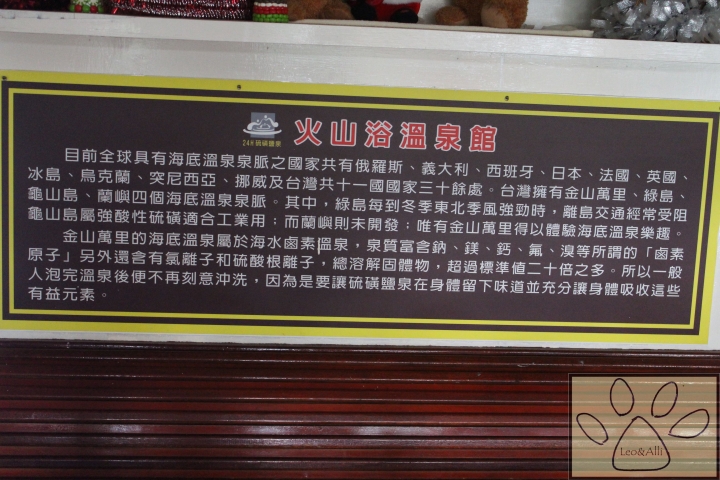 火山浴溫泉館
24H 硫磺鹽泉
目前全球具有海底溫泉泉脈之國家共有俄羅斯、義大利、西班牙、日本、法國、英國、
冰島、烏克蘭、突尼西亞、挪威及台灣共十一國國家三十餘處。台灣擁有金山萬里、綠島、
龜山島、蘭嶼四個海底溫泉泉脈。其中，綠島每到冬季東北季風強勁時，離島交通經常受阻
龜山島屬強酸性硫磺適合工業用；而蘭嶼則未開發；唯有金山萬里得以體驗海底溫泉樂趣。
金山萬里的海底溫泉屬於海水鹵素溫泉，泉質富含鈉、鎂、鈣、氟、溴等所謂的「鹵素
原子」另外還含有氯離子和硫酸根離子，總溶解固體物，超過標準值二十倍之多。所以一般
人泡完溫泉後便不再刻意沖洗，因為是要讓硫磺鹽泉在身體留下味道並充分讓身體吸收這些
有益元素。
Leo&Alli